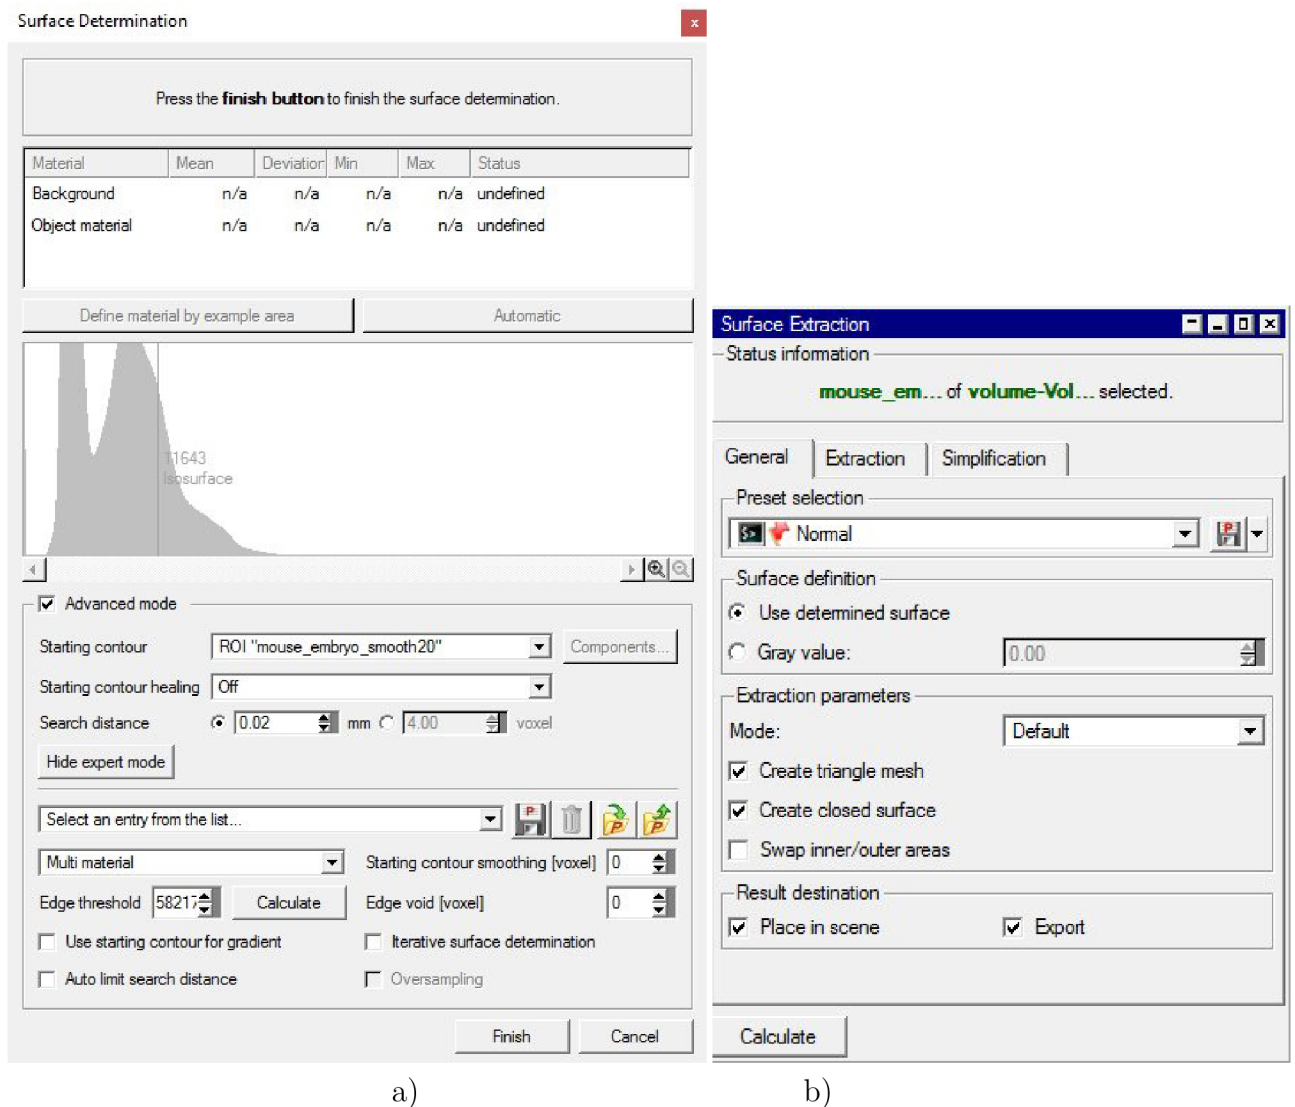 Surface Determination
Press the finish button to finish the surface determination.
Material Mean Deviation Min Max Status
Background n/a n/a n/a n/a undefined
Object material n/a n/a n/a n/a undefined
Define material by example area Automatic
11643
Isosurface
Advanced mode
Starting contour ROI "mouse_embryo_smooth20" Components...
Starting contour healing Off
Search distance 0.02 mm 4.00 voxel
Hide expert mode
Select an entry from the list...
Multi material Starting contour smoothing [voxel] 0
Edge threshold 58217 Calculate Edge void [voxel] 0
Use starting contour for gradient Iterative surface determination
Auto limit search distance Oversampling
Finish Cancel
a)
Surface Extraction
Status information
mouse_em... of volume-Vol... selected.
General Extraction Simplification
Preset selection
Normal
Surface definition
Use determined surface
Gray value: 0.00
Extraction parameters
Mode: Default
Create triangle mesh
Create closed surface
Swap inner/outer areas
Result destination
Place in scene Export
Calculate
b)